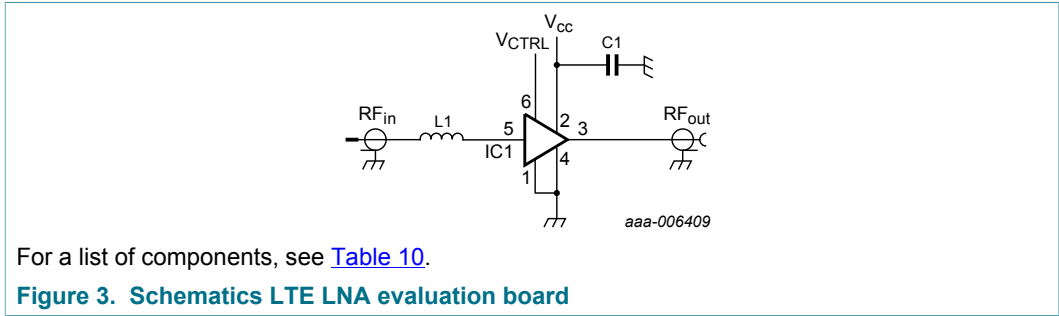 Vcc
VCTRL
C1
6
RFin
L1
5
2
3
RFout
IC1
4
1
aaa-006409
For a list of components, see Table 10.
Figure 3. Schematics LTE LNA evaluation board